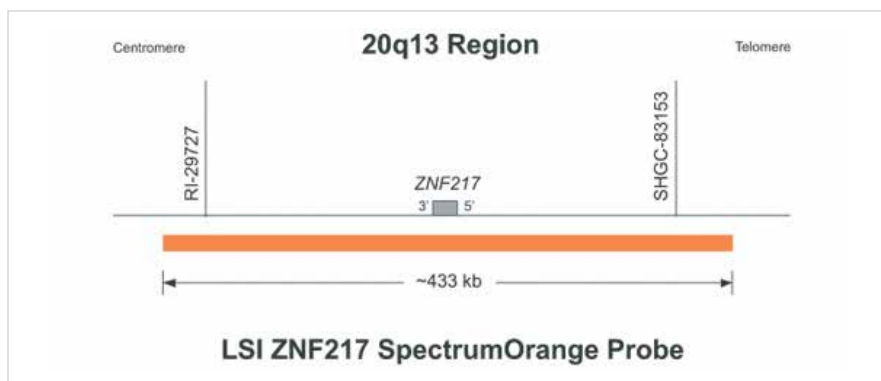 20q13 Region
Centromere
Telomere
RI-29727
SHGC-83153
ZNF217
3' 5'
~433 kb
LSI ZNF217 SpectrumOrange Probe